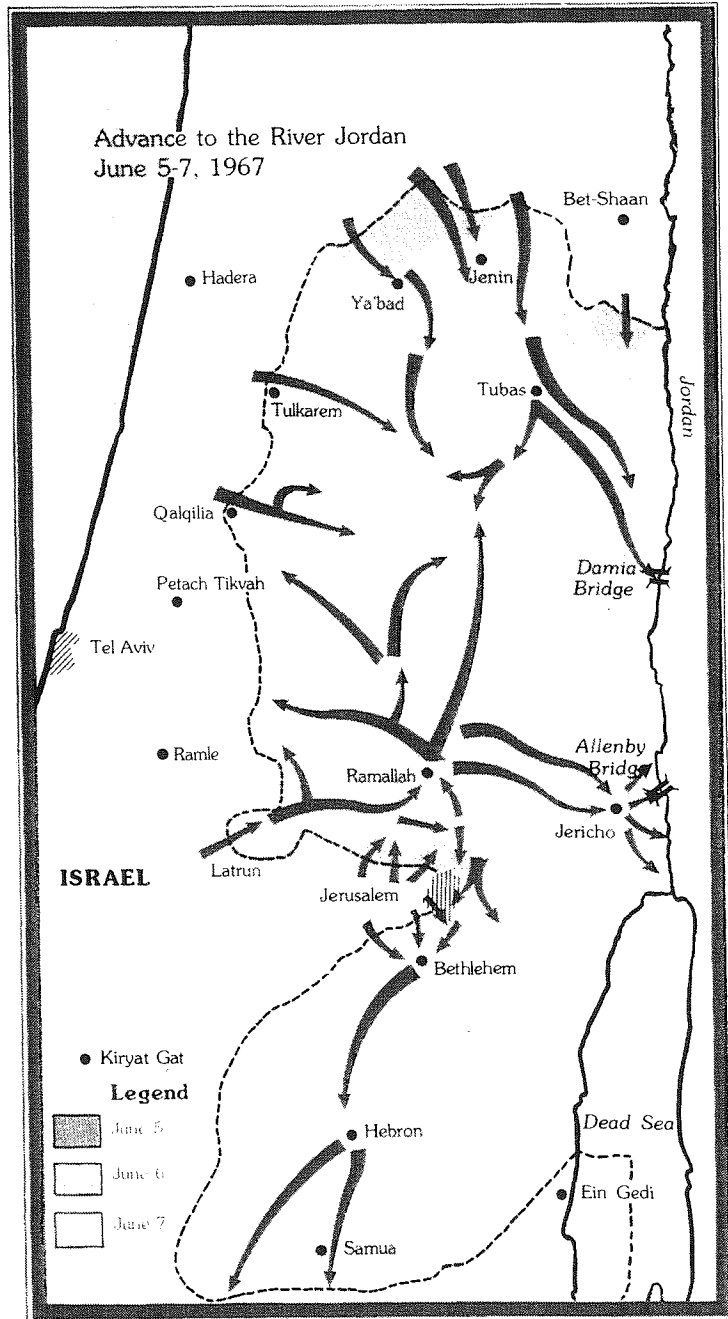 Advance to the River Jordan
June 5-7, 1967
Bet-Shaan
Hadera
Jenin
Ya'bad
Jordan
Tulkarem
Tubas
Qalqilia
Damia
Bridge
Petach Tikvah
Tel Aviv
Ramle
Allenby
Bridge
Ramallah
Jericho
Latrun
ISRAEL
Jerusalem
Bethlehem
Kiryat Gat
Legend
June 5
June 6
June 7
Hebron
Dead Sea
Ein Gedi
Samua